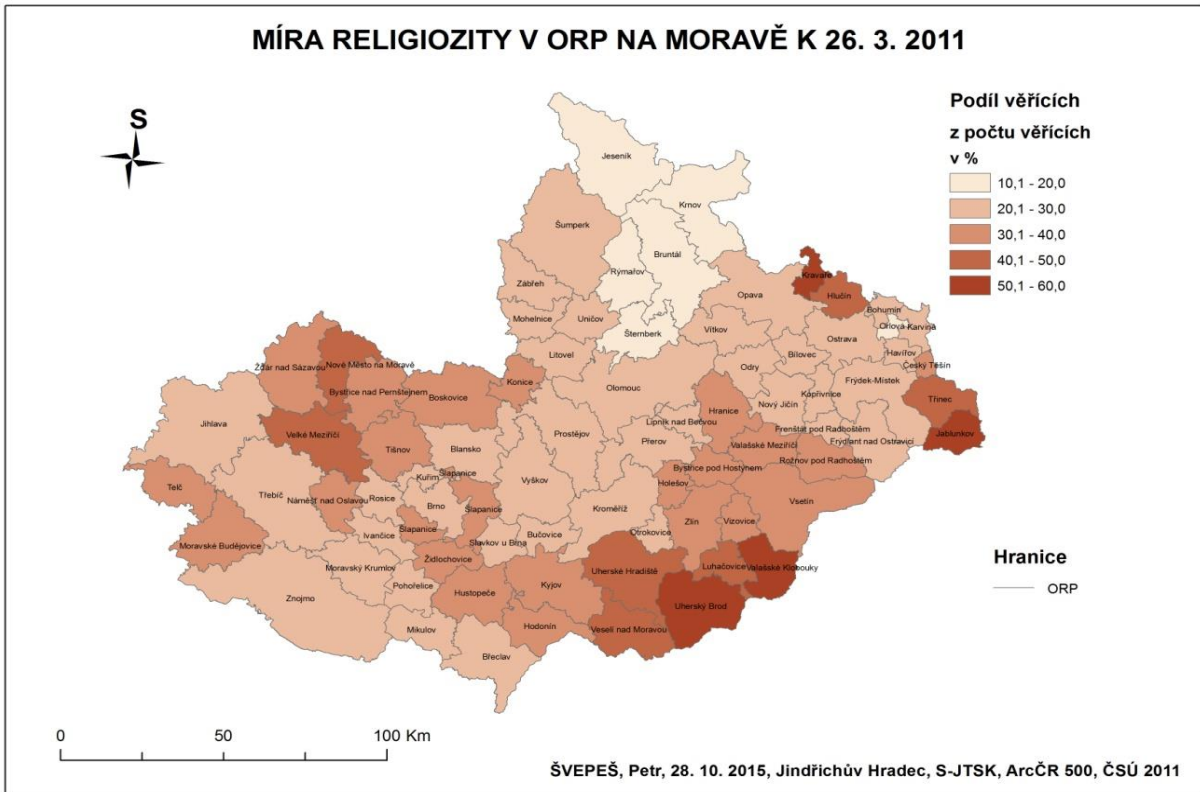 MÍRA RELIGIOZITY V ORP NA MORAVĚ K 26. 3. 2011
S
Podíl věřících
z počtu věřících
v %
10,1 - 20,0
20,1 - 30,0
30,1 - 40,0
40,1 - 50,0
50,1 - 60,0
Jeseník
Krnov
Šumperk
Bruntál
Rýmařov
Zábřeh
Kravaře
Opava
Hlučín
Bohumín
Mohelnice
Uničov
Šternberk
Vítkov
Orlová
Karviná
Ostrava
Havířov
Litovel
Bílovec
Český Těšín
Žďár nad Sázavou
Nové Město na Moravě
Bystřice nad Pernštejnem
Boskovice
Konice
Olomouc
Odry
Frýdek-Místek
Kopřivnice
Třinec
Nový Jičín
Hranice
Lipník nad Bečvou
Frenštát pod Radhoštěm
Frýdlant nad Ostravicí
Jablunkov
Jihlava
Velké Meziříčí
Tišnov
Blansko
Prostějov
Přerov
Valašské Meziříčí
Rožnov pod Radhoštěm
Bystřice pod Hostýnem
Telč
Třebíč
Náměšť nad Oslavou
Rosice
Kuřim
Šlapanice
Brno
Šlapanice
Vyškov
Holešov
Vsetín
Kroměříž
Zlín
Vizovice
Moravské Budějovice
Ivančice
Šlapanice
Slavkov u Brna
Bučovice
Otrokovice
Židlochovice
Moravský Krumlov
Pohořelice
Hustopeče
Kyjov
Uherské Hradiště
Luhačovice
Valašské Klobouky
Znojmo
Uherský Brod
Mikulov
Hodonín
Veselí nad Moravou
Břeclav
Hranice
ORP
0 50 100 Km
ŠVEPEŠ, Petr, 28. 10. 2015, Jindřichův Hradec, S-JTSK, ArcČR 500, ČSÚ 2011